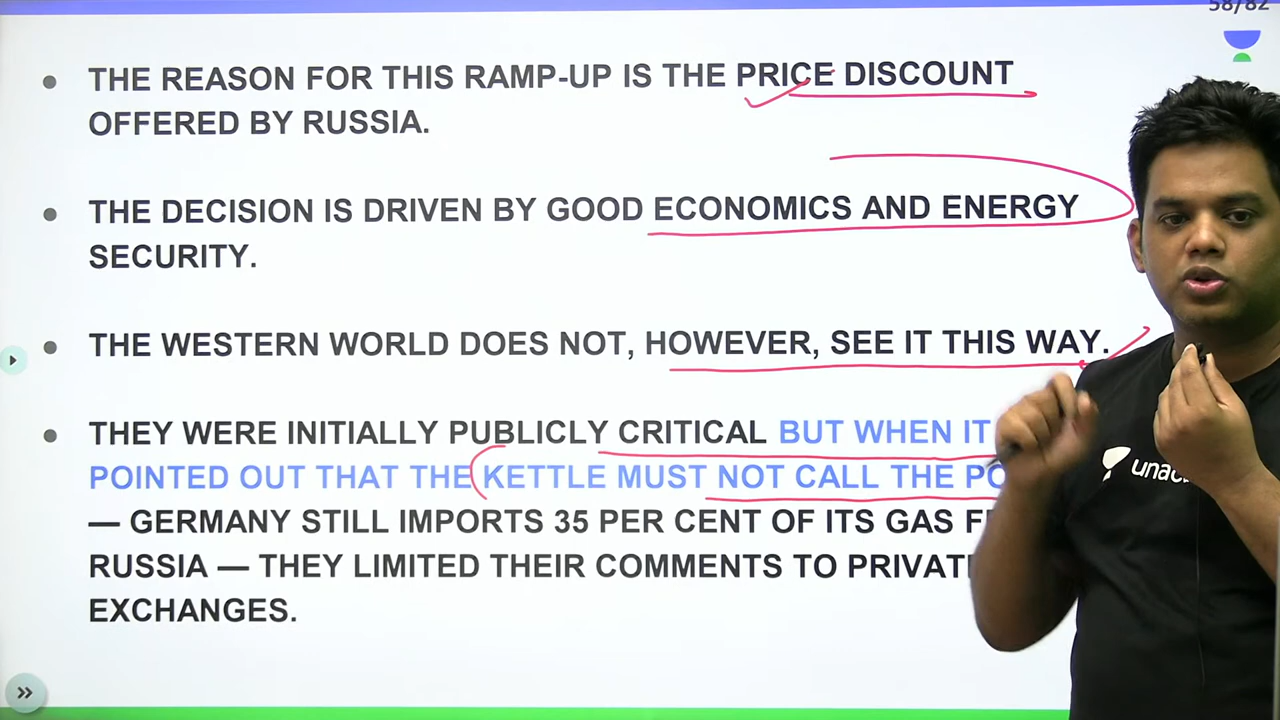 58/82
THE REASON FOR THIS RAMP-UP IS THE PRICE DISCOUNT
OFFERED BY RUSSIA.
THE DECISION IS DRIVEN BY GOOD ECONOMICS AND ENERGY
SECURITY.
THE WESTERN WORLD DOES NOT, HOWEVER, SEE IT THIS WAY.
THEY WERE INITIALLY PUBLICLY CRITICAL BUT WHEN IT
POINTED OUT THAT THE KETTLE MUST NOT CALL THE
— GERMANY STILL IMPORTS 35 PER CENT OF ITS GAS
RUSSIA — THEY LIMITED THEIR COMMENTS TO
EXCHANGES.